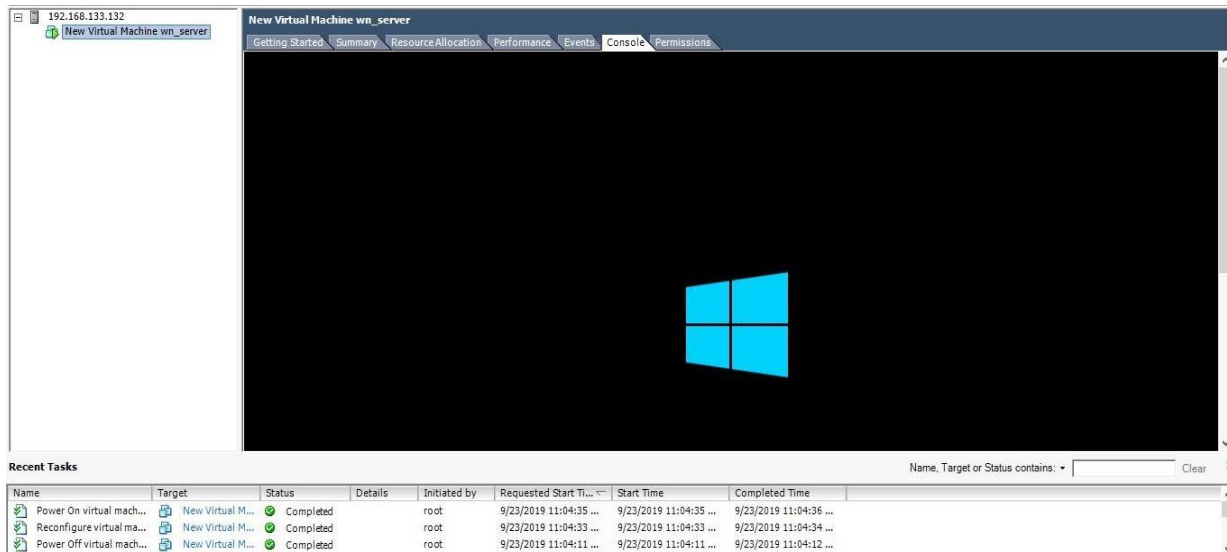 192.168.133.132
New Virtual Machine wn_server
New Virtual Machine wn_server
Getting Started Summary Resource Allocation Performance Events Console Permissions
Recent Tasks
Name, Target or Status contains: Clear
Name Target Status Details Initiated by Requested Start Ti... Start Time Completed Time
Power On virtual mach... New Virtual M... Completed root 9/23/2019 11:04:35 ... 9/23/2019 11:04:35 ... 9/23/2019 11:04:36 ...
Reconfigure virtual ma... New Virtual M... Completed root 9/23/2019 11:04:33 ... 9/23/2019 11:04:33 ... 9/23/2019 11:04:34 ...
Power Off virtual mach... New Virtual M... Completed root 9/23/2019 11:04:11 ... 9/23/2019 11:04:11 ... 9/23/2019 11:04:12 ...